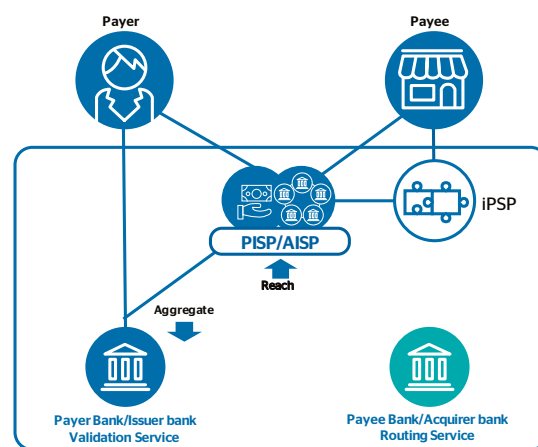 Payer
Payee
iPSP
PISP/AISP
Reach
Aggregate
Payer Bank/Issuer bank
Validation Service
Payee Bank/Acquirer bank
Routing Service